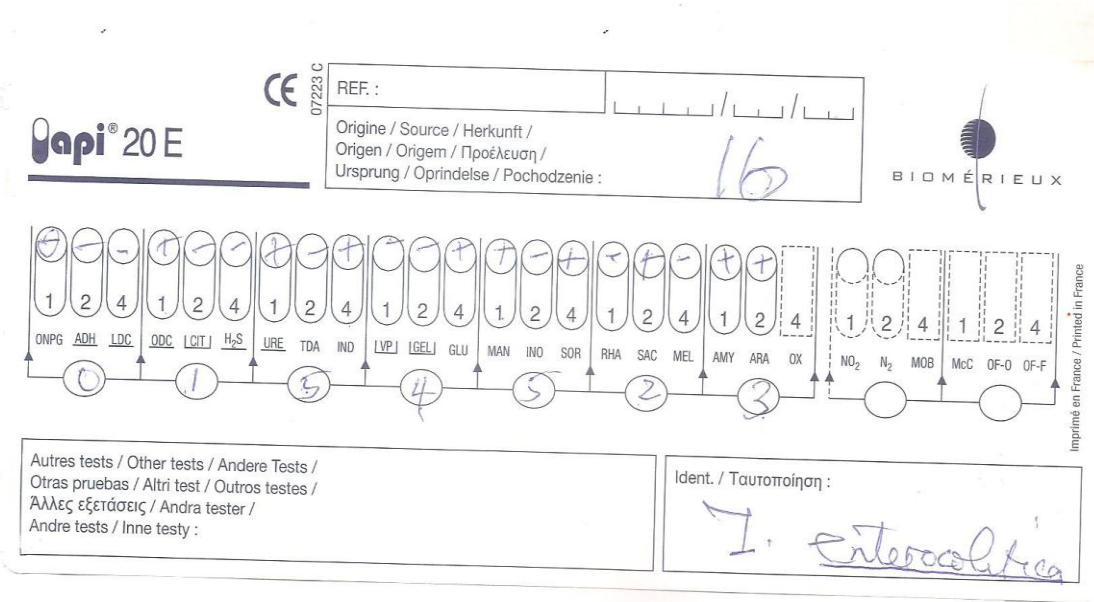 07223 C
CE
REF. :
api® 20 E
Origine / Source / Herkunft /
Origen / Origem / Προέλευση /
Ursprung / Oprindelse / Pochodzenie :
16
BIOMÉRIEUX
− − + − − + − + − + − + + − + − + − + +
1 2 4 1 2 4 1 2 4 1 2 4 1 2 4 1 2 4 1 2 4 1 2 4 1 2 4
ONPG ADH LDC ODC |CIT| H₂S URE TDA IND |VP| |GEL| GLU MAN INO SOR RHA SAC MEL AMY ARA OX NO₂ N₂ MOB McC OF-O OF-F
0 1 5 4 5 2 3
Imprimé en France / Printed in France
Autres tests / Other tests / Andere Tests /
Otras pruebas / Altri test / Outros testes /
Άλλες εξετάσεις / Andra tester /
Andre tests / Inne testy :
Ident. / Ταυτοποίηση :
Y. enterocolitica